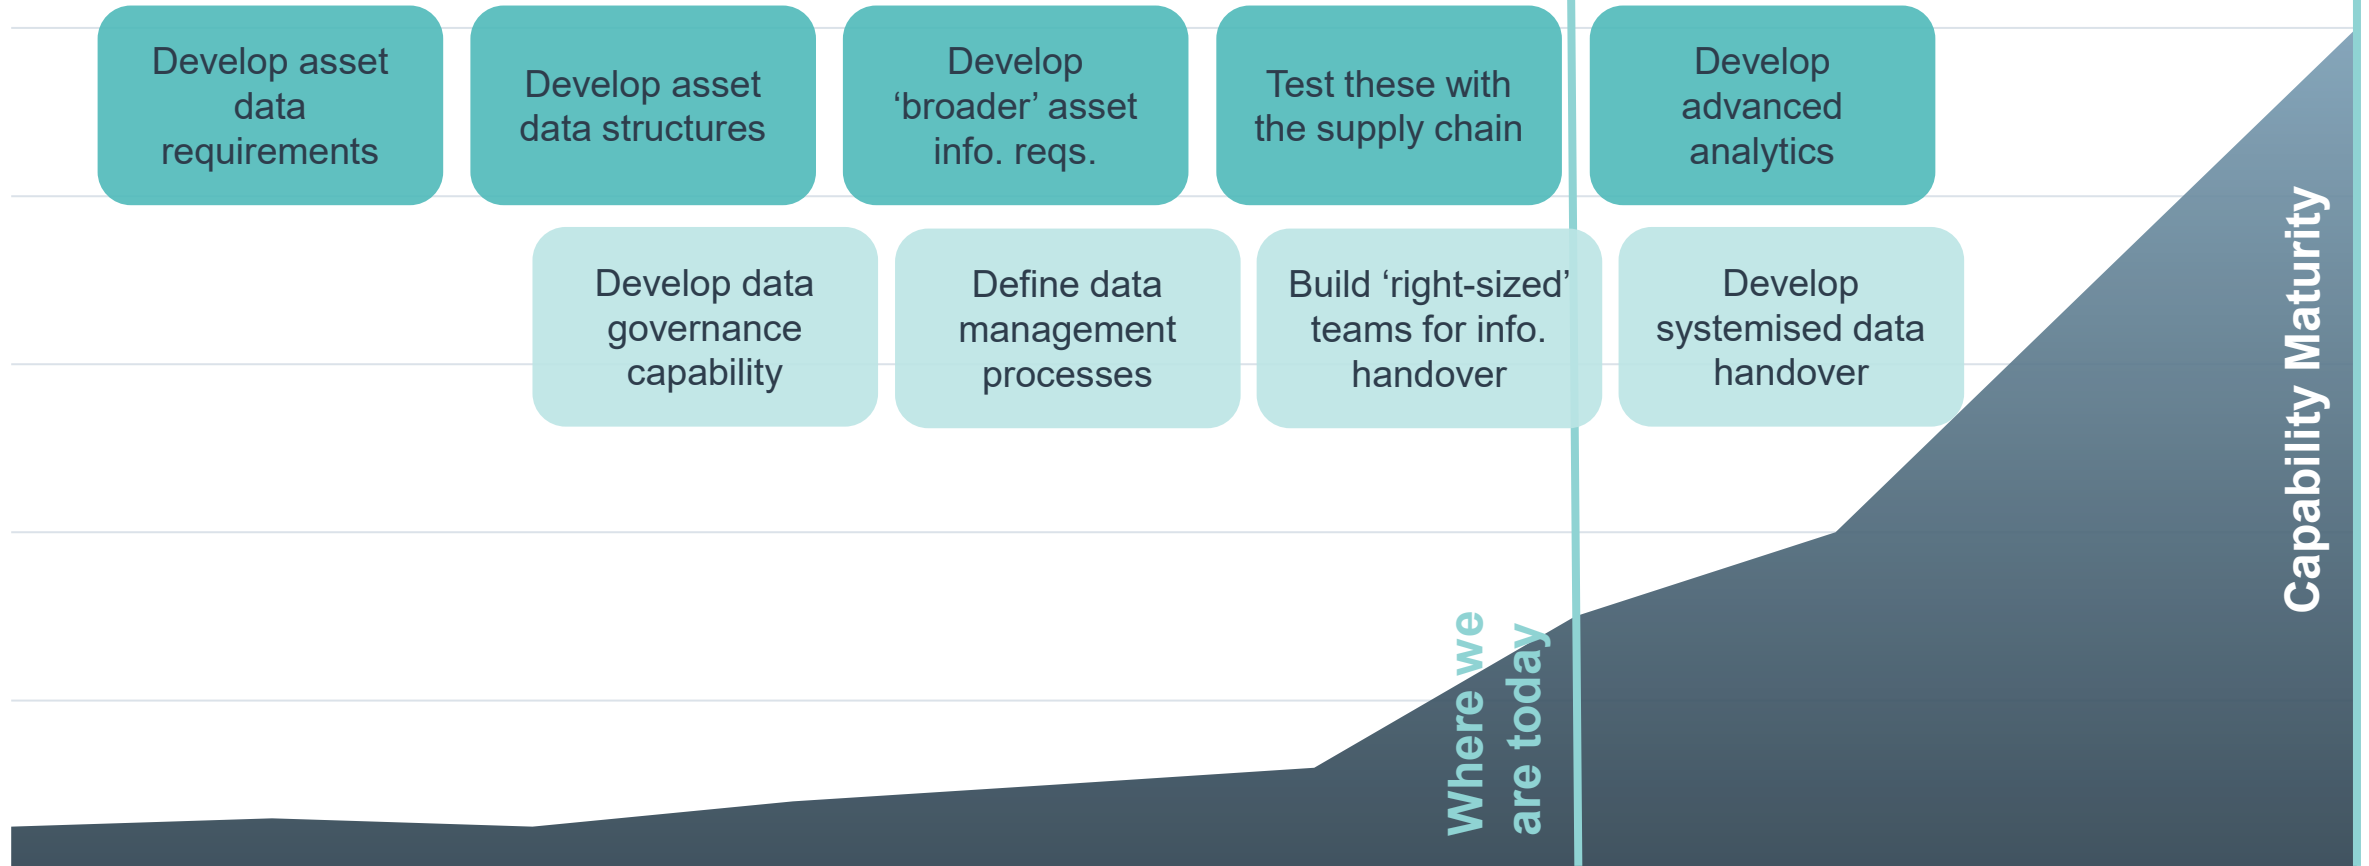 Develop asset
data
requirements
Develop asset
data structures
Develop
‘broader’ asset
info. reqs.
Test these with
the supply chain
Develop
advanced
analytics
Develop data
governance
capability
Define data
management
processes
Build ‘right-sized’
teams for info.
handover
Develop
systemised data
handover
Where we
are today
Capability Maturity